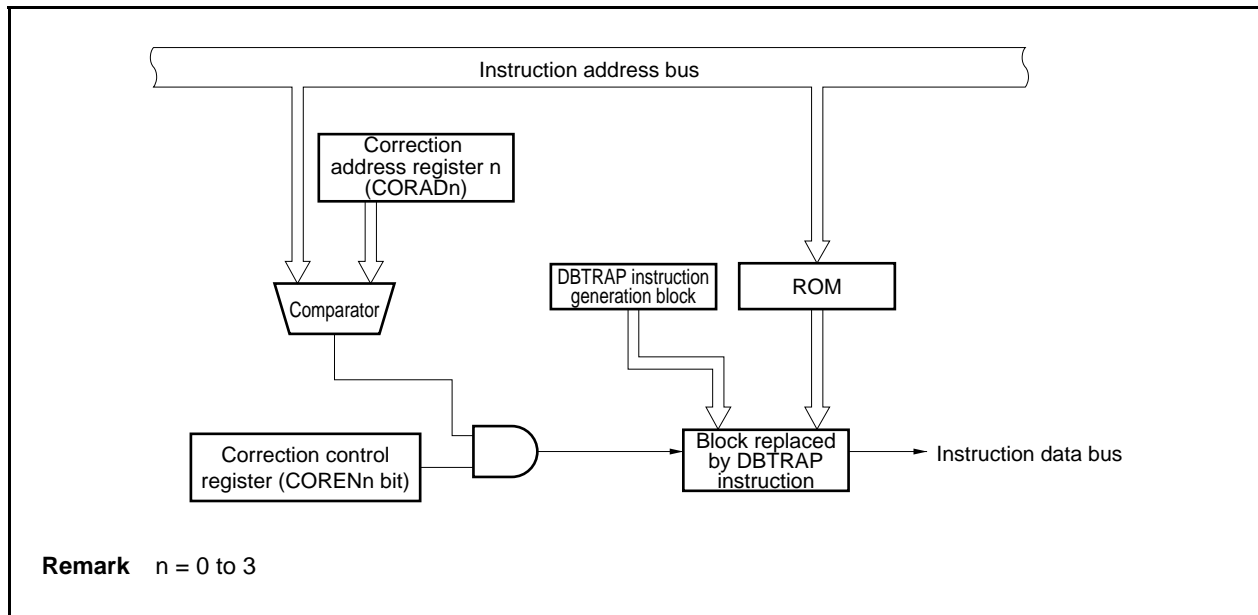 Instruction address bus
Correction
address register n
(CORADn)
Comparator
DBTRAP instruction
generation block
ROM
Correction control
register (CORENn bit)
Block replaced
by DBTRAP
instruction
Instruction data bus
Remark n = 0 to 3